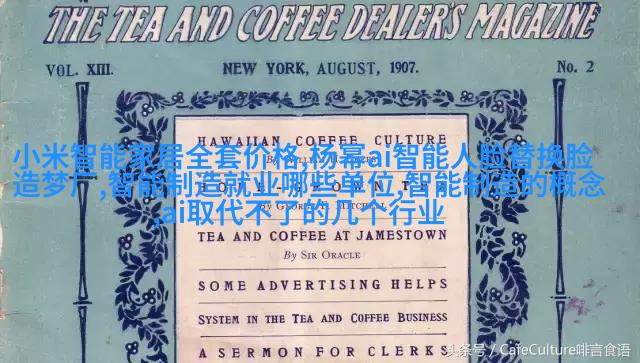 THE TEA AND COFFEE DEALER'S MAGAZINE
VOL. XIII. NEW YORK, AUGUST, 1907. No. 2
HAWAIIAN COFFEE CULTURE
小米智能家居全套价格,杨幂ai智能人脸替换脸
造梦厂,智能制造就业哪些单位,智能制造的概念
,ai取代不了的几个行业
TEA AND COFFEE AT JAMESTOWN
By SIR ORACLE
SOME ADVERTISING HELPS
SYSTEM IN THE TEA AND COFFEE BUSINESS
A SERMON FOR CLERKS
头条号 / CafeCulture啡言食语